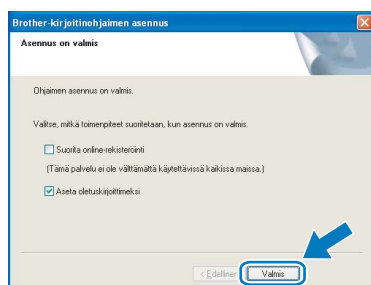 Brother-kirjoitinohjaimen asennus
Asennus on valmis
Ohjaimen asennus on valmis.
Valitse, mitkä toimenpiteet suoritetaan, kun asennus on valmis.
Suorita online-rekisteröinti
(Tämä palvelu ei ole välttämättä käytettävissä kaikissa maissa.)
Aseta oletuskirjoittimeksi
< Edellinen Valmis